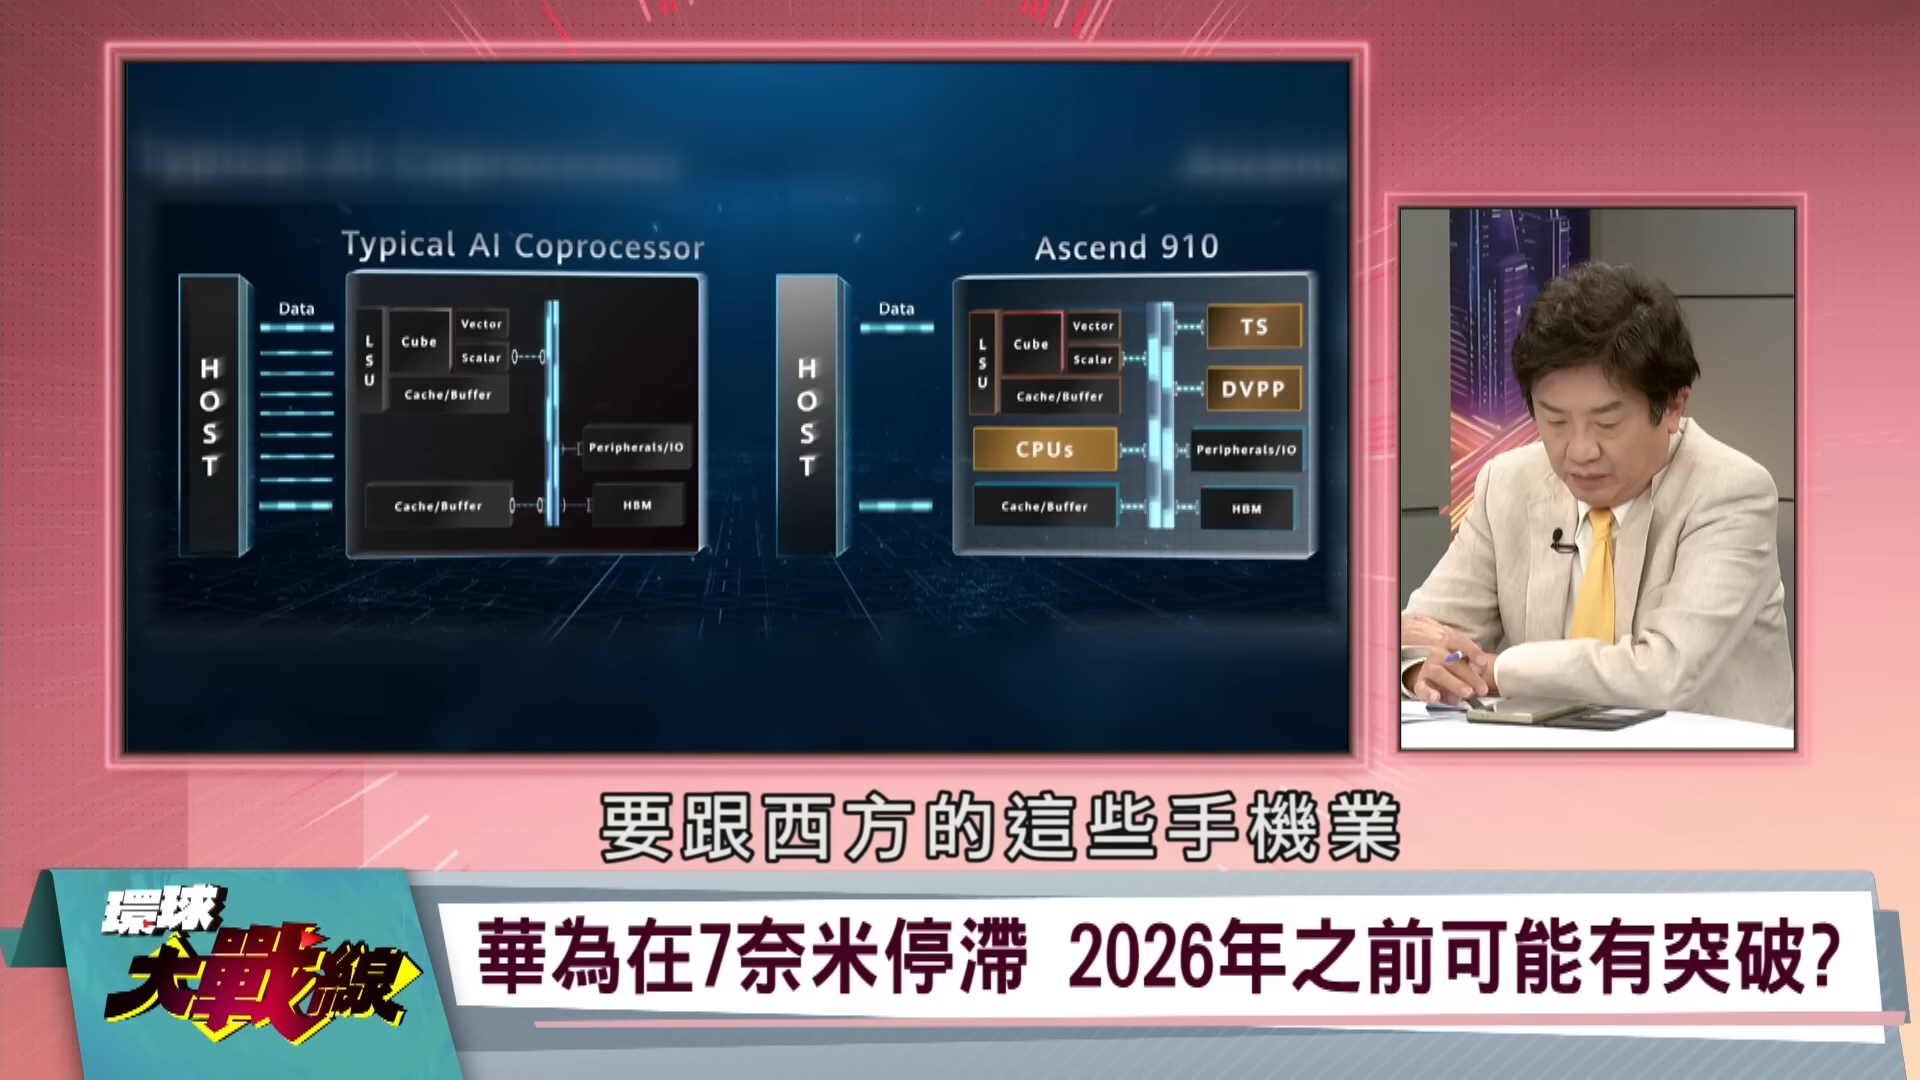 Typical AI Coprocessor
HOST
Data
LSU
Cube
Vector
Scalar
Cache/Buffer
Peripherals/IO
Cache/Buffer
HBM
Ascend 910
HOST
Data
LSU
Cube
Vector
Scalar
Cache/Buffer
TS
DVPP
CPUs
Peripherals/IO
Cache/Buffer
HBM
要跟西方的這些手機業
環球
大戰線
華為在7奈米停滯 2026年之前可能有突破?